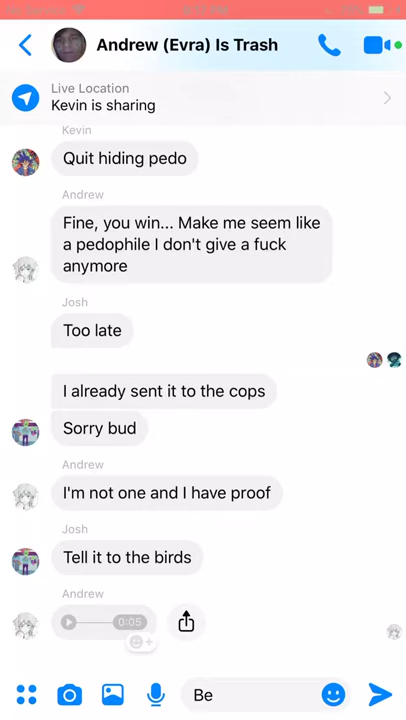 Andrew (Evra) Is Trash
Live Location
Kevin is sharing
Kevin
Quit hiding pedo
Andrew
Fine, you win... Make me seem like
a pedophile I don't give a fuck
anymore
Josh
Too late
I already sent it to the cops
Sorry bud
Andrew
I'm not one and I have proof
Josh
Tell it to the birds
Andrew
0:05
Be